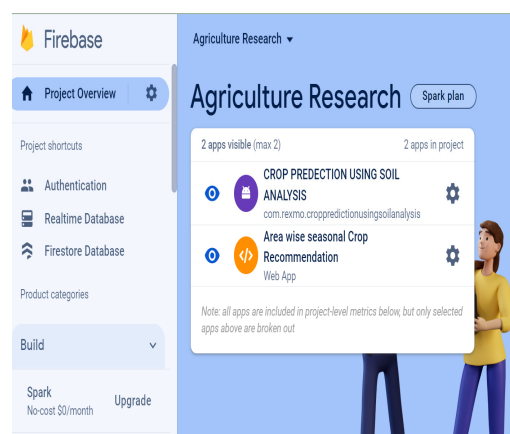 Firebase
Project Overview
Project shortcuts
Authentication
Realtime Database
Firestore Database
Product categories
Build
Spark
No-cost $0/month
Upgrade
Agriculture Research
Agriculture Research
Spark plan
2 apps visible (max 2)
2 apps in project
CROP PREDECTION USING SOIL
ANALYSIS
com.rexmo.croppredictionusingsoilanalysis
Area wise seasonal Crop
Recommendation
Web App
Note: all apps are included in project-level metrics below, but only selected
apps above are broken out